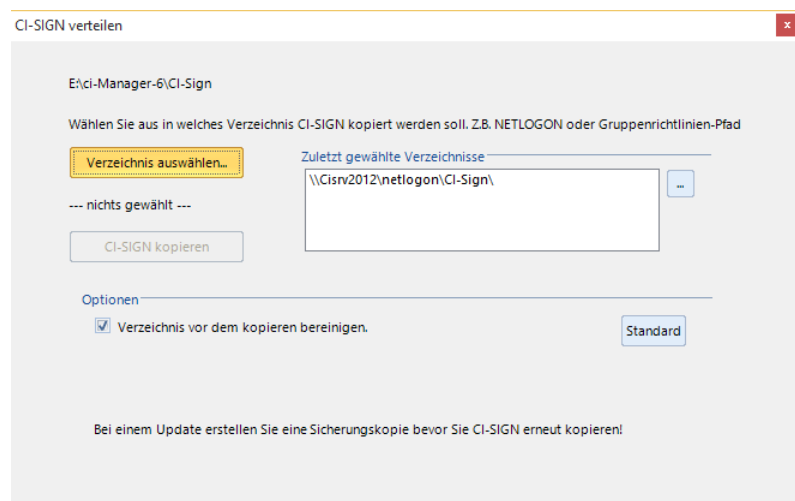 CI-SIGN verteilen
x
E:\ci-Manager-6\CI-Sign
Wählen Sie aus in welches Verzeichnis CI-SIGN kopiert werden soll. Z.B. NETLOGON oder Gruppenrichtlinien-Pfad
Verzeichnis auswählen...
Zuletzt gewählte Verzeichnisse
\\Cisrv2012\netlogon\CI-Sign\
...
--- nichts gewählt ---
CI-SIGN kopieren
Optionen
Verzeichnis vor dem kopieren bereinigen.
Standard
Bei einem Update erstellen Sie eine Sicherungskopie bevor Sie CI-SIGN erneut kopieren!